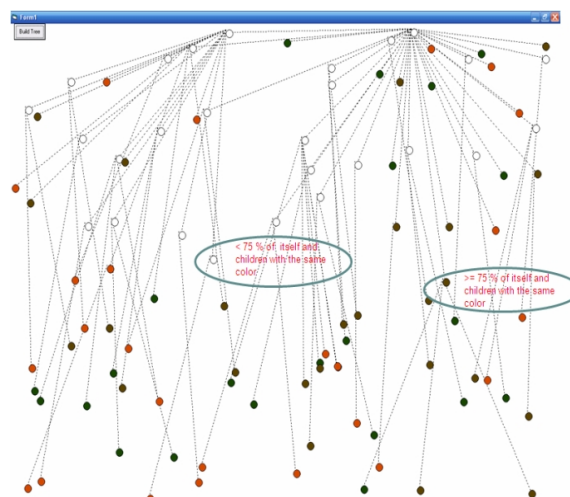 Form1
Build Tree
< 75 % of itself and
children with the same
color
>= 75 % of itself and
children with the same
color